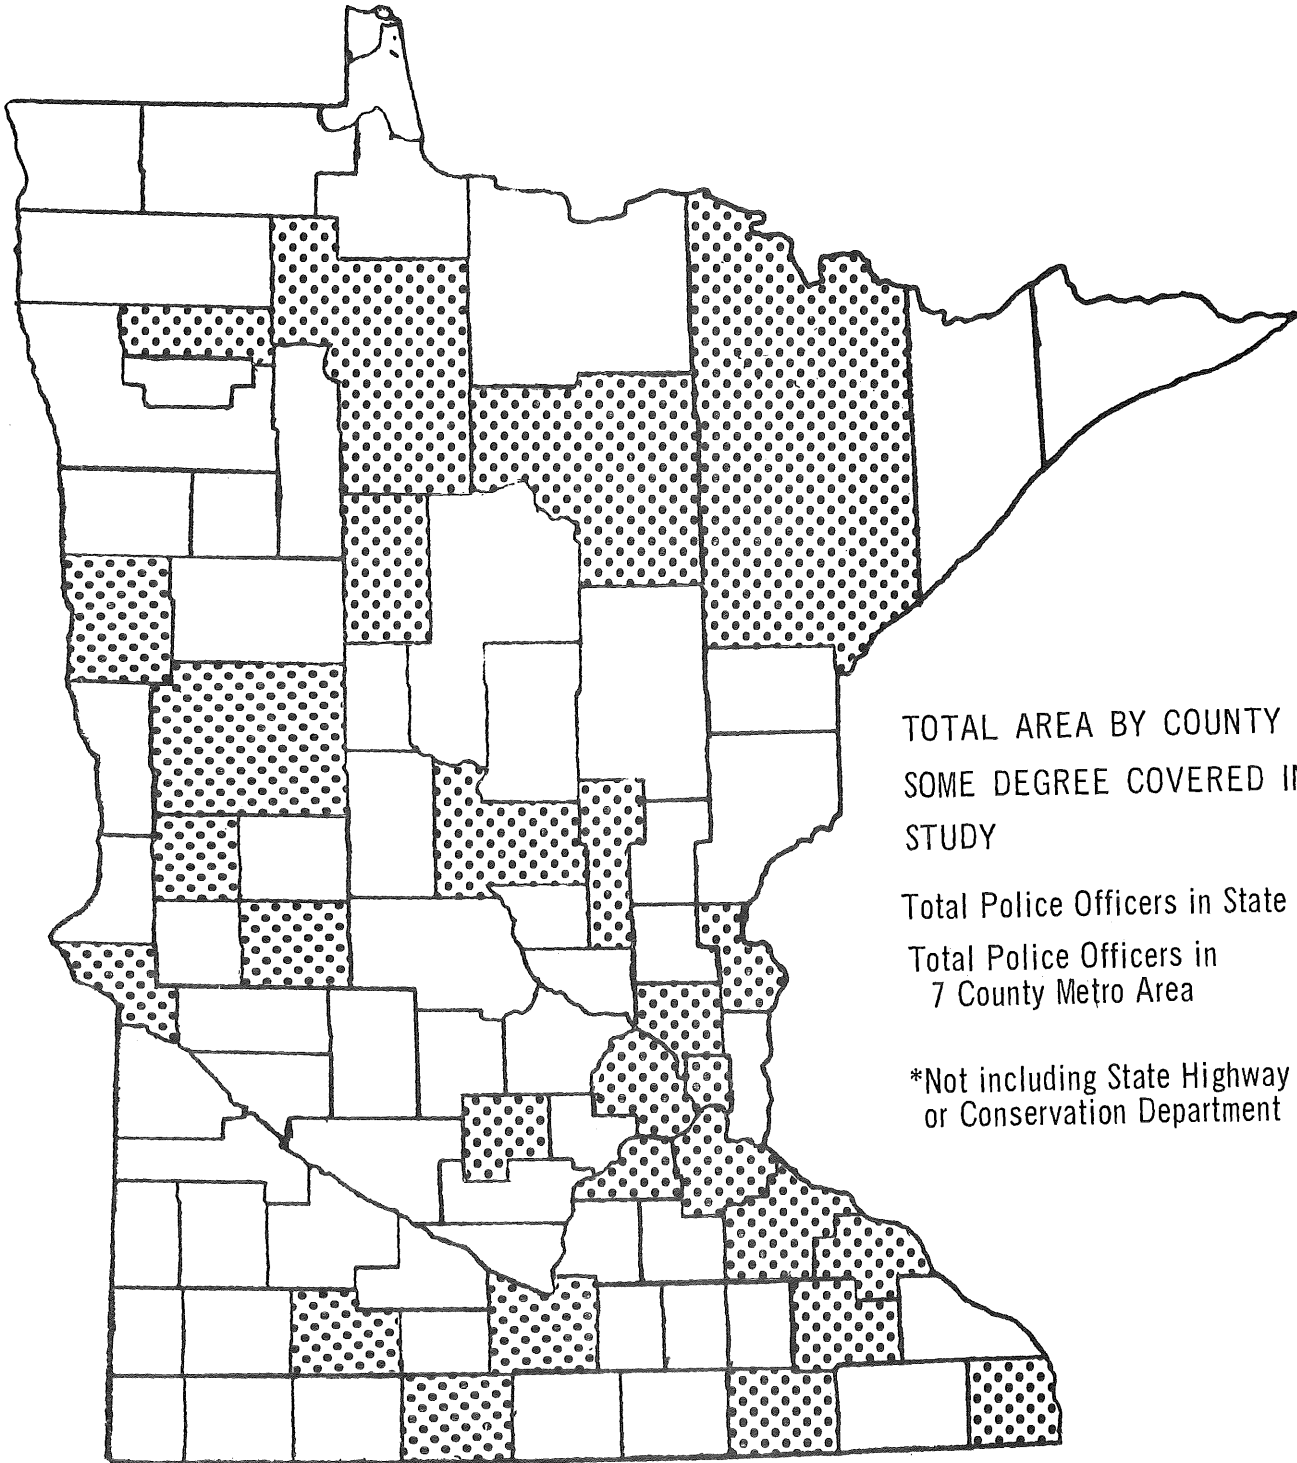 TOTAL AREA BY COUNTY
SOME DEGREE COVERED
STUDY
Total Police Officers in State
Total Police Officers in
7 County Metro Area
*Not including State Highway
or Conservation Department